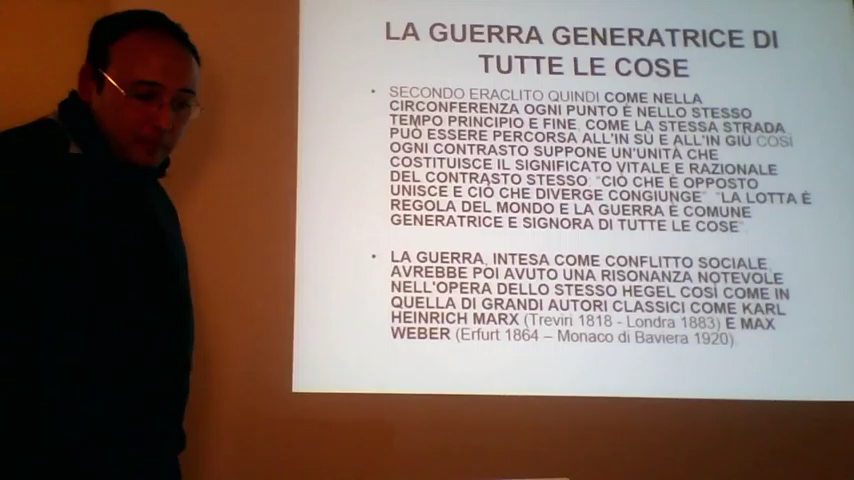 LA GUERRA GENERATRICE DI
TUTTE LE COSE
• SECONDO ERACLITO QUINDI COME NELLA
CIRCONFERENZA OGNI PUNTO È NELLO STESSO
TEMPO PRINCIPIO E FINE, COME LA STESSA STRADA
PUÒ ESSERE PERCORSA ALL'IN SÙ E ALL'IN GIÙ COSÌ
OGNI CONTRASTO SUPPONE UN'UNITÀ CHE
COSTITUISCE IL SIGNIFICATO VITALE E RAZIONALE
DEL CONTRASTO STESSO "CIÒ CHE È OPPOSTO
UNISCE E CIÒ CHE DIVERGE CONGIUNGE" "LA LOTTA È
REGOLA DEL MONDO E LA GUERRA È COMUNE
GENERATRICE E SIGNORA DI TUTTE LE COSE"
• LA GUERRA, INTESA COME CONFLITTO SOCIALE,
AVREBBE POI AVUTO UNA RISONANZA NOTEVOLE
NELL'OPERA DELLO STESSO HEGEL COSÌ COME IN
QUELLA DI GRANDI AUTORI CLASSICI COME KARL
HEINRICH MARX (Treviri 1818 - Londra 1883) E MAX
WEBER (Erfurt 1864 – Monaco di Baviera 1920).